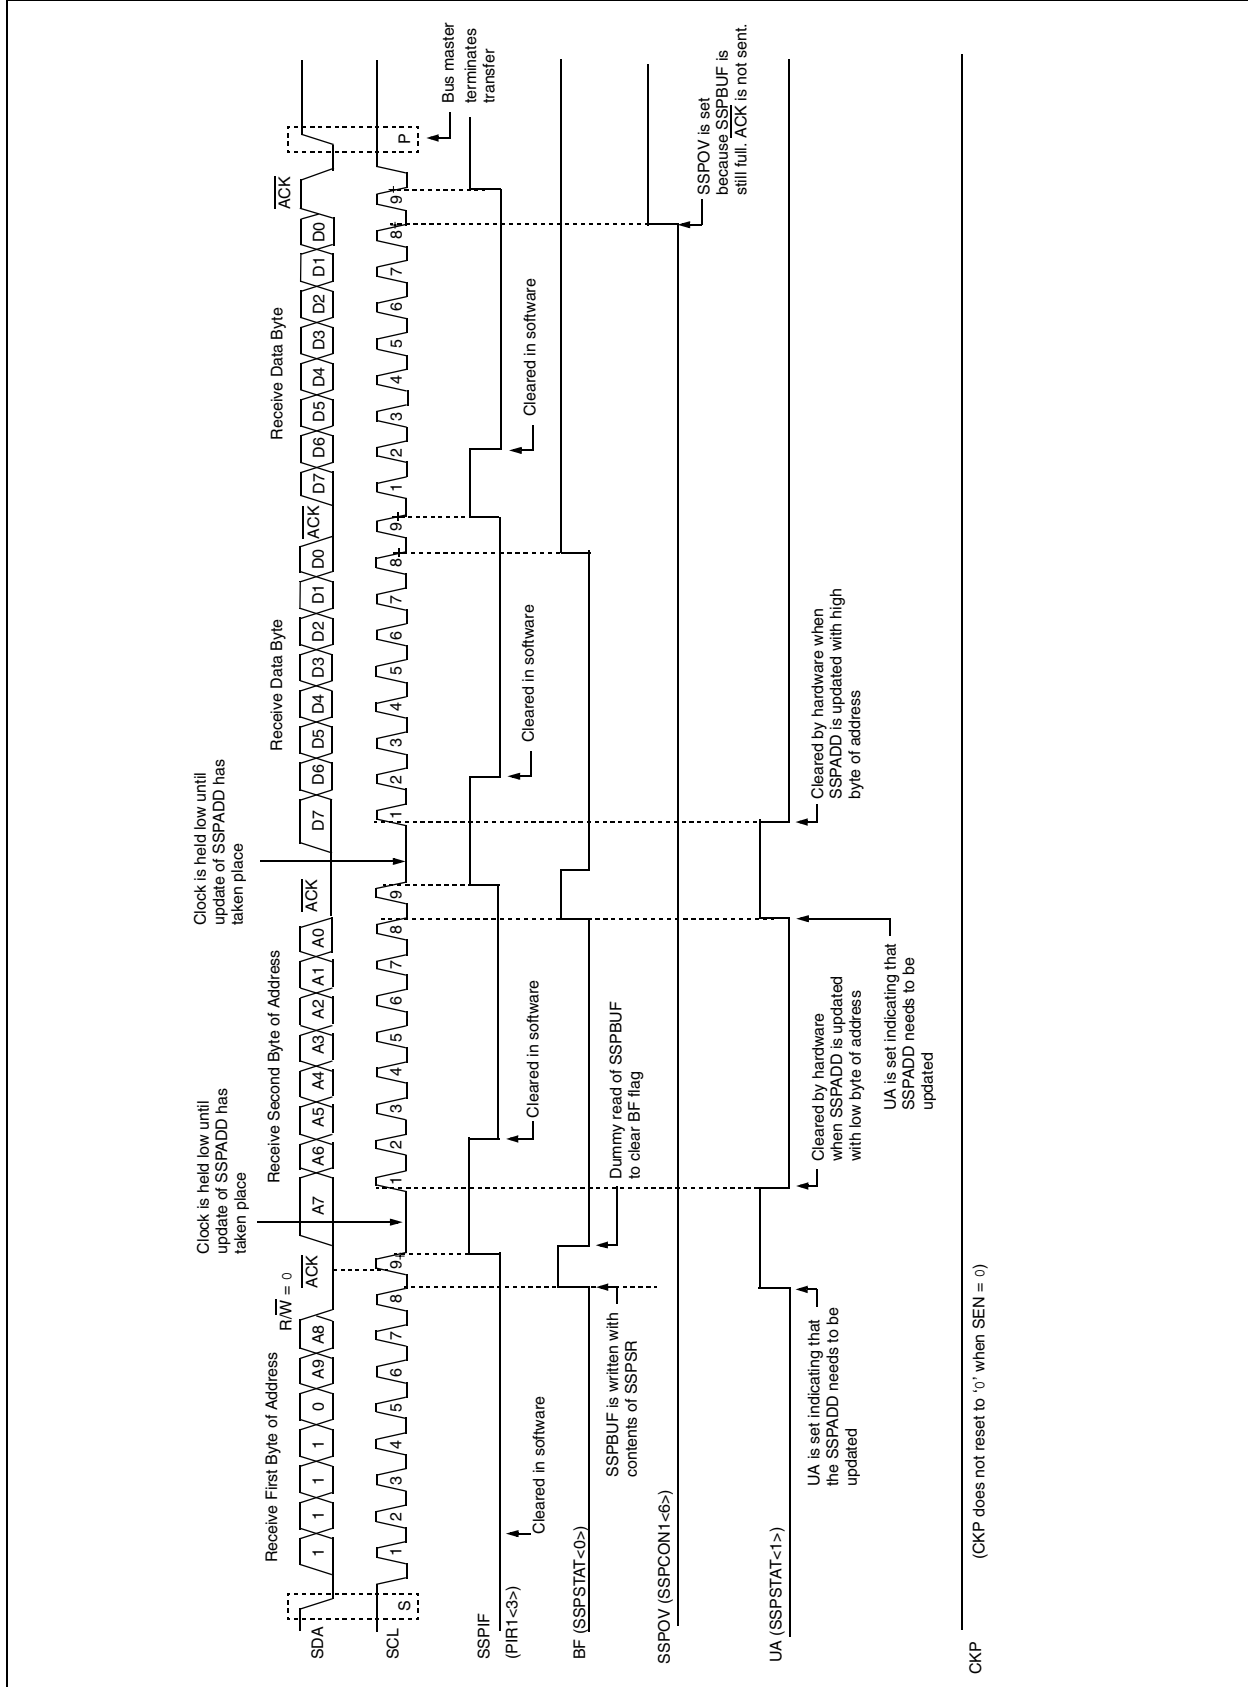 Receive First Byte of Address
R/W = 0
ACK
Clock is held low until
update of SSPADD has
taken place
Receive Second Byte of Address
ACK
Clock is held low until
update of SSPADD has
taken place
Receive Data Byte
ACK
Receive Data Byte
ACK
SDA
1 1 1 1 0 A9 A8 A7 A6 A5 A4 A3 A2 A1 A0 D7 D6 D5 D4 D3 D2 D1 D0 D7 D6 D5 D4 D3 D2 D1 D0
SCL
S 1 2 3 4 5 6 7 8 9 1 2 3 4 5 6 7 8 9 1 2 3 4 5 6 7 8 9 1 2 3 4 5 6 7 8 9 P
Bus master
terminates
transfer
SSPIF
(PIR1<3>)
Cleared in software
Cleared in software
Cleared in software
Cleared in software
BF (SSPSTAT<0>)
SSPBUF is written with
contents of SSPSR
Dummy read of SSPBUF
to clear BF flag
SSPOV (SSPCON1<6>)
SSPOV is set
because SSPBUF is
still full. ACK is not sent.
UA (SSPSTAT<1>)
UA is set indicating that
the SSPADD needs to be
updated
Cleared by hardware
when SSPADD is updated
with low byte of address
UA is set indicating that
SSPADD needs to be
updated
Cleared by hardware when
SSPADD is updated with high
byte of address
CKP
(CKP does not reset to ‘0’ when SEN = 0)